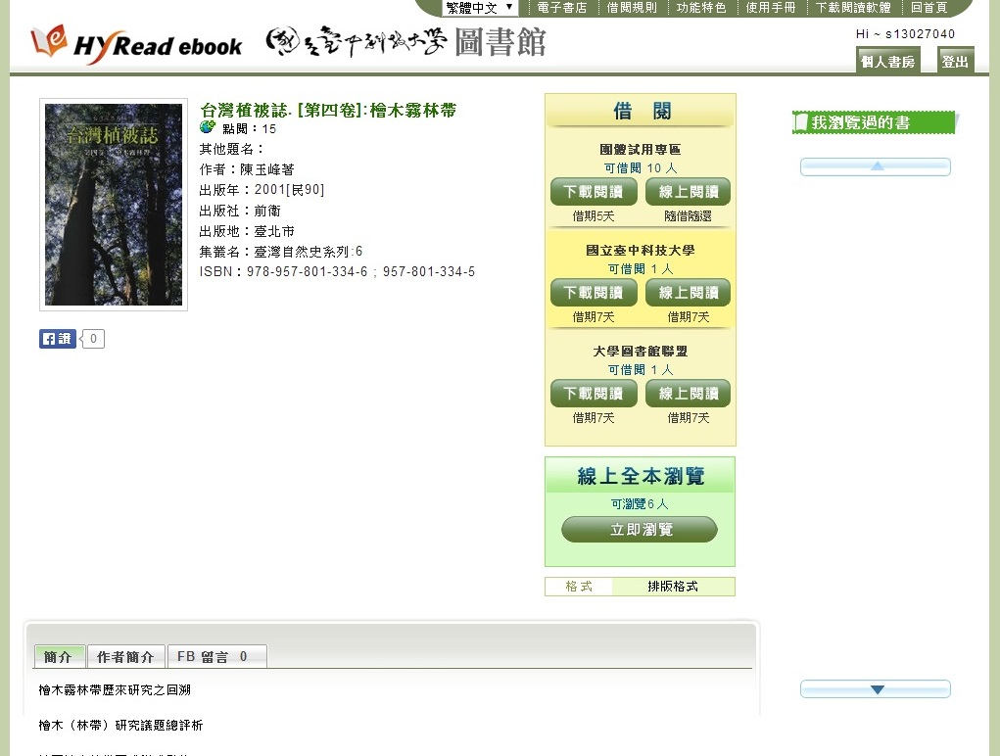 繁體中文 ▼ 電子書店 借閱規則 功能特色 使用手冊 下載閱讀軟體 回首頁
HyRead ebook 國立臺中科技大學 圖書館
Hi ~ s13027040
個人書房 登出
台灣植被誌
台灣植被誌. [第四卷]:檜木霧林帶
點閱：15
其他題名：
作者：陳玉峰著
出版年：2001[民90]
出版社：前衛
出版地：臺北市
集叢名：臺灣自然史系列:6
ISBN：978-957-801-334-6 ; 957-801-334-5
讚 0
借 閱
團體試用專區
可借閱 10 人
下載閱讀 線上閱讀
借期5天 隨借隨還
國立臺中科技大學
可借閱 1 人
下載閱讀 線上閱讀
借期7天 借期7天
大學圖書館聯盟
可借閱 1 人
下載閱讀 線上閱讀
借期7天 借期7天
線上全本瀏覽
可瀏覽6 人
立即瀏覽
格式 排版格式
我瀏覽過的書
簡介 作者簡介 FB 留言 0
檜木霧林帶歷來研究之回溯
檜木（林帶）研究議題總評析